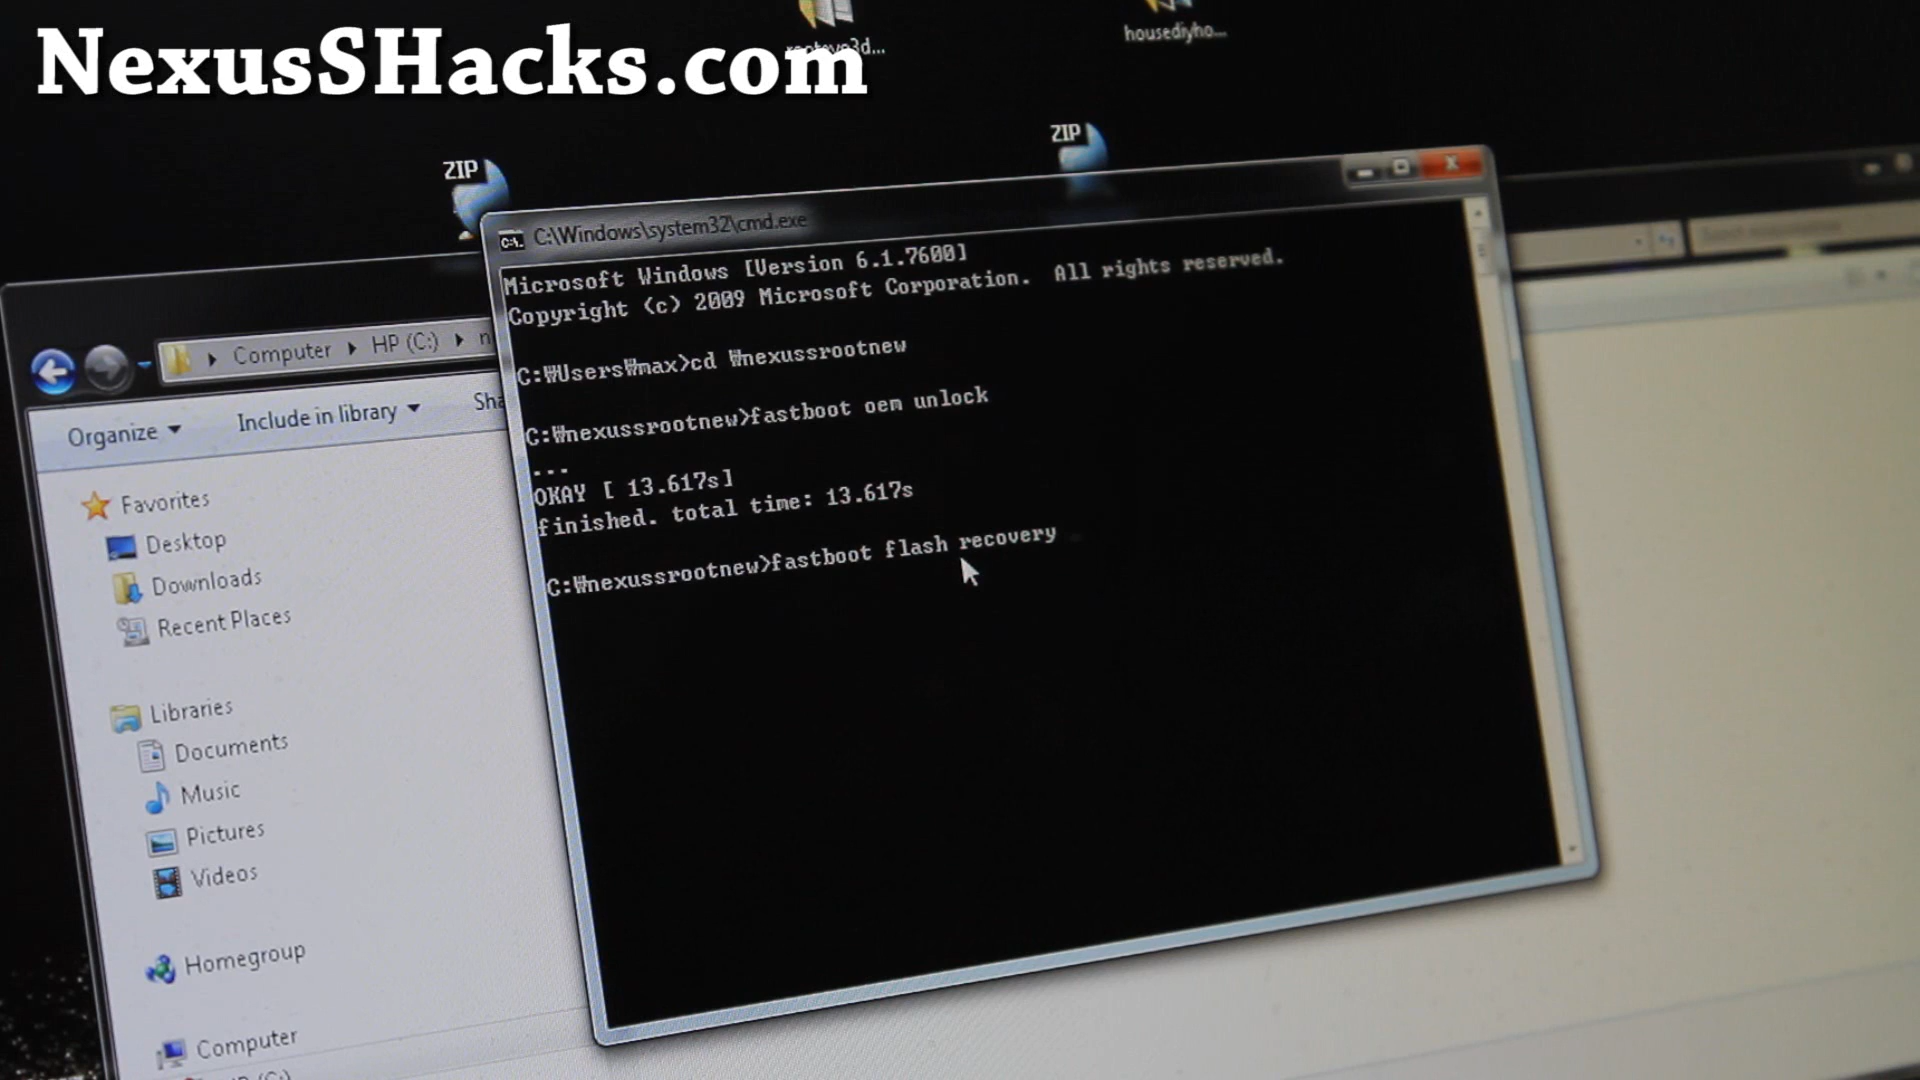 NexusSHacks.com
housediyho...
ZIP
ZIP
C:\Windows\system32\cmd.exe
Microsoft Windows [Version 6.1.7600]
Copyright (c) 2009 Microsoft Corporation. All rights reserved.
C:₩Users₩max>cd ₩nexussrootnew
C:₩nexussrootnew>fastboot oem unlock
...
OKAY [ 13.617s]
finished. total time: 13.617s
C:₩nexussrootnew>fastboot flash recovery
Computer HP (C:) n
Organize Include in library Sha
Favorites
Desktop
Downloads
Recent Places
Libraries
Documents
Music
Pictures
Videos
Homegroup
Computer